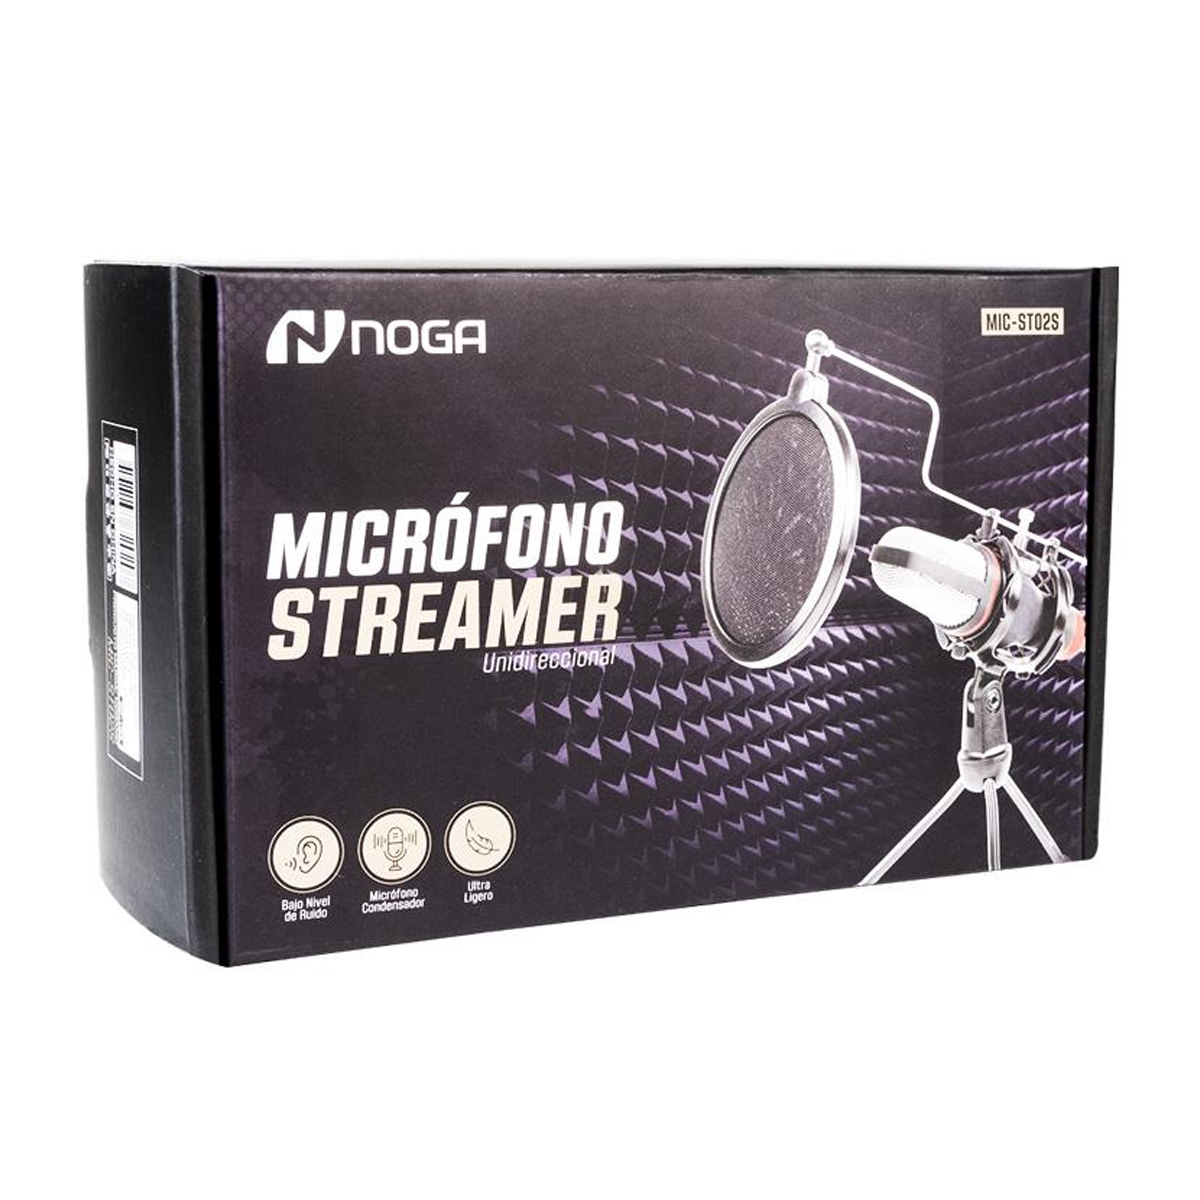 NOGA
MIC-ST02S
MICRÓFONO
STREAMER
Unidireccional
Bajo Nivel
de Ruido
Micrófono
Condensador
Ultra
Ligero